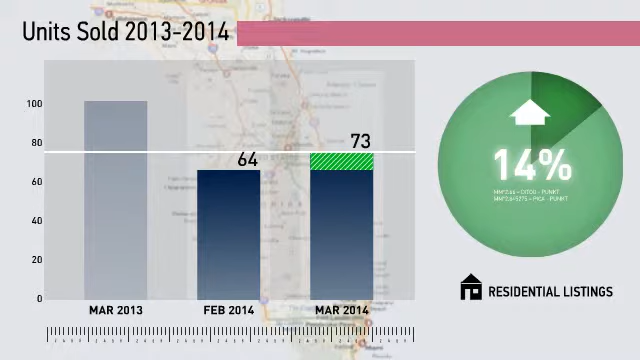 Units Sold 2013-2014
100
80
60
40
20
0
64
73
MAR 2013
FEB 2014
MAR 2014
14%
RESIDENTIAL LISTINGS